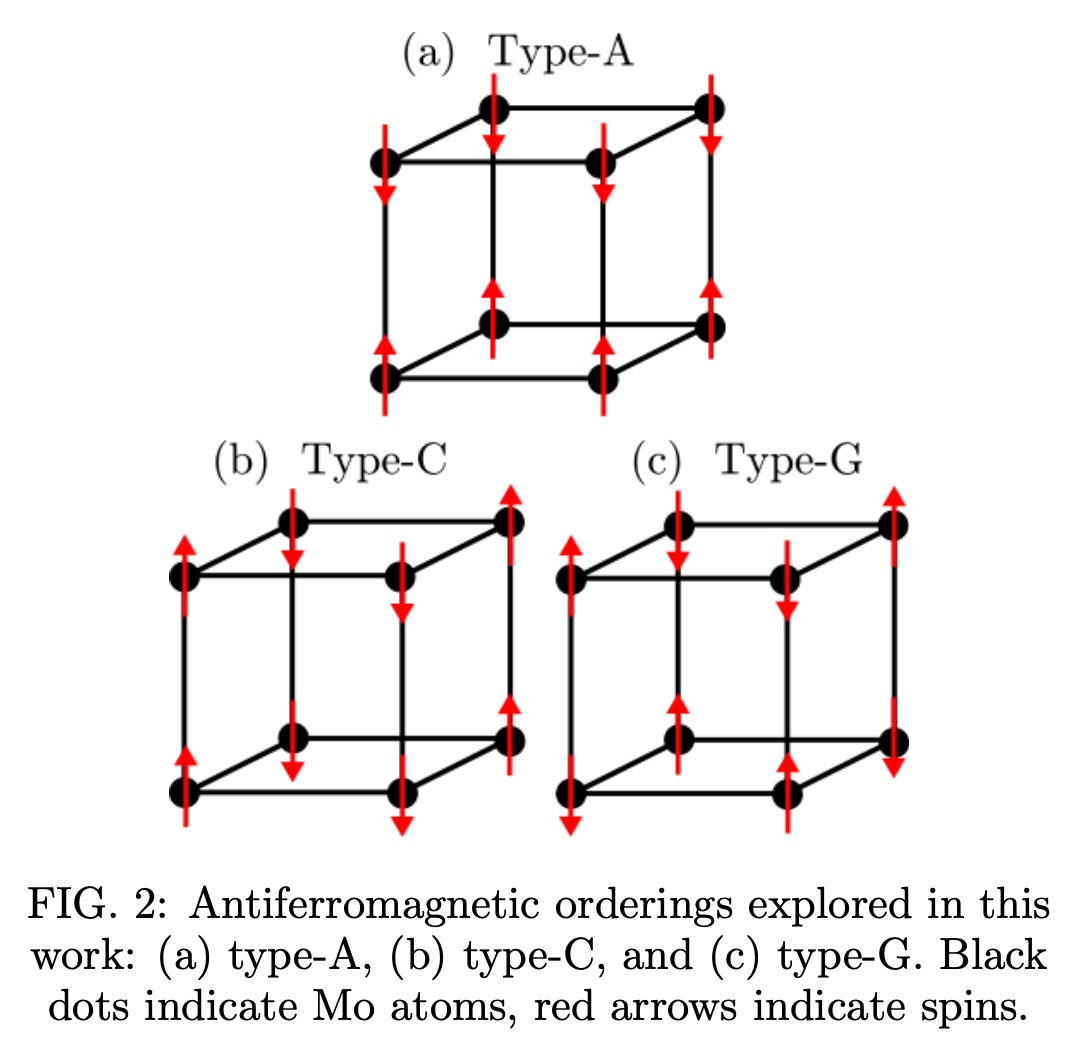 (a) Type-A
(b) Type-C (c) Type-G
FIG. 2: Antiferromagnetic orderings explored in this
work: (a) type-A, (b) type-C, and (c) type-G. Black
dots indicate Mo atoms, red arrows indicate spins.